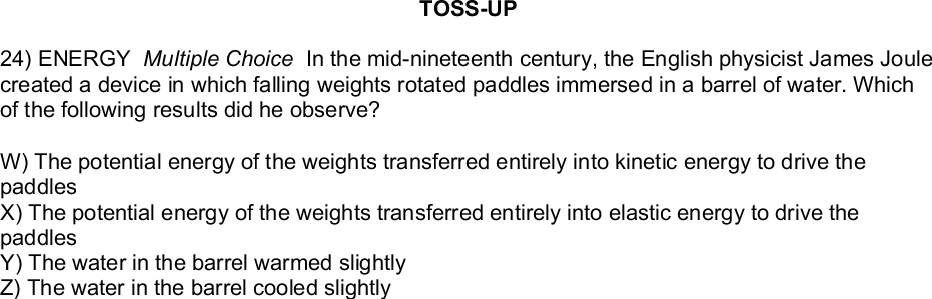 TOSS-UP
24) ENERGY Multiple Choice In the mid-nineteenth century, the English physicist James Joule
created a device in which falling weights rotated paddles immersed in a barrel of water. Which
of the following results did he observe?
W) The potential energy of the weights transferred entirely into kinetic energy to drive the
paddles
X) The potential energy of the weights transferred entirely into elastic energy to drive the
paddles
Y) The water in the barrel warmed slightly
Z) The water in the barrel cooled slightly